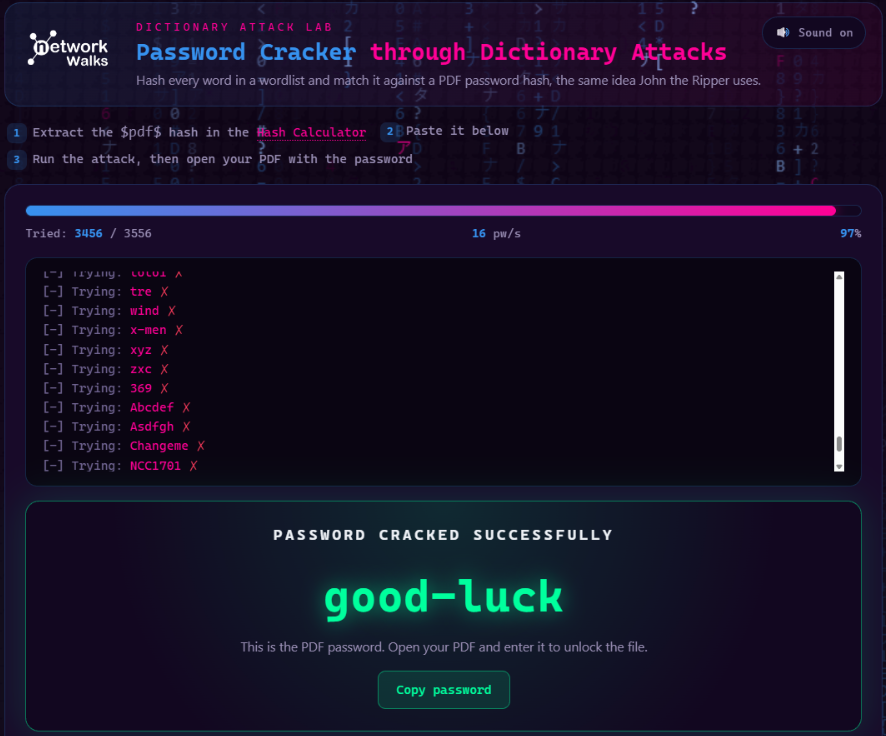 network
Walks
DICTIONARY ATTACK LAB
Password Cracker through Dictionary Attacks
Hash every word in a wordlist and match it against a PDF password hash, the same idea John the Ripper uses.
Sound on
1 Extract the $pdf$ hash in the Hash Calculator 2 Paste it below
3 Run the attack, then open your PDF with the password
Tried: 3456 / 3556 16 pw/s 97%
[-] Trying: tre ✗
[-] Trying: wind ✗
[-] Trying: x-men ✗
[-] Trying: xyz ✗
[-] Trying: zxc ✗
[-] Trying: 369 ✗
[-] Trying: Abcdef ✗
[-] Trying: Asdfgh ✗
[-] Trying: Changeme ✗
[-] Trying: NCC1701 ✗
PASSWORD CRACKED SUCCESSFULLY
good-luck
This is the PDF password. Open your PDF and enter it to unlock the file.
Copy password